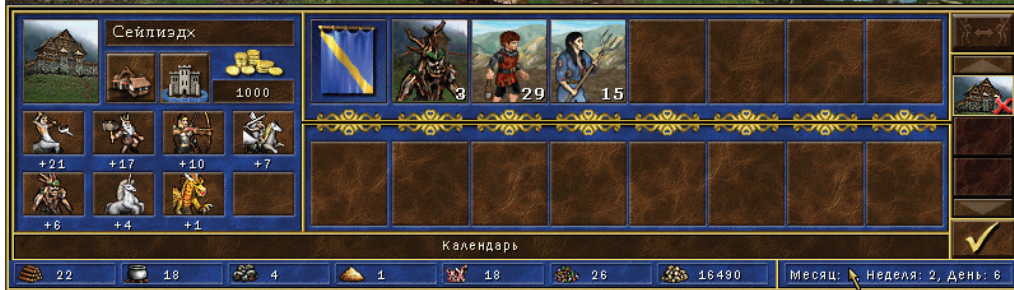 Сейлиэдх
1000
3 29 15
+21 +17 +10 +7
+6 +4 +1
Календарь
22 18 4 1 18 26 16490 Месяц: Неделя: 2, День: 6